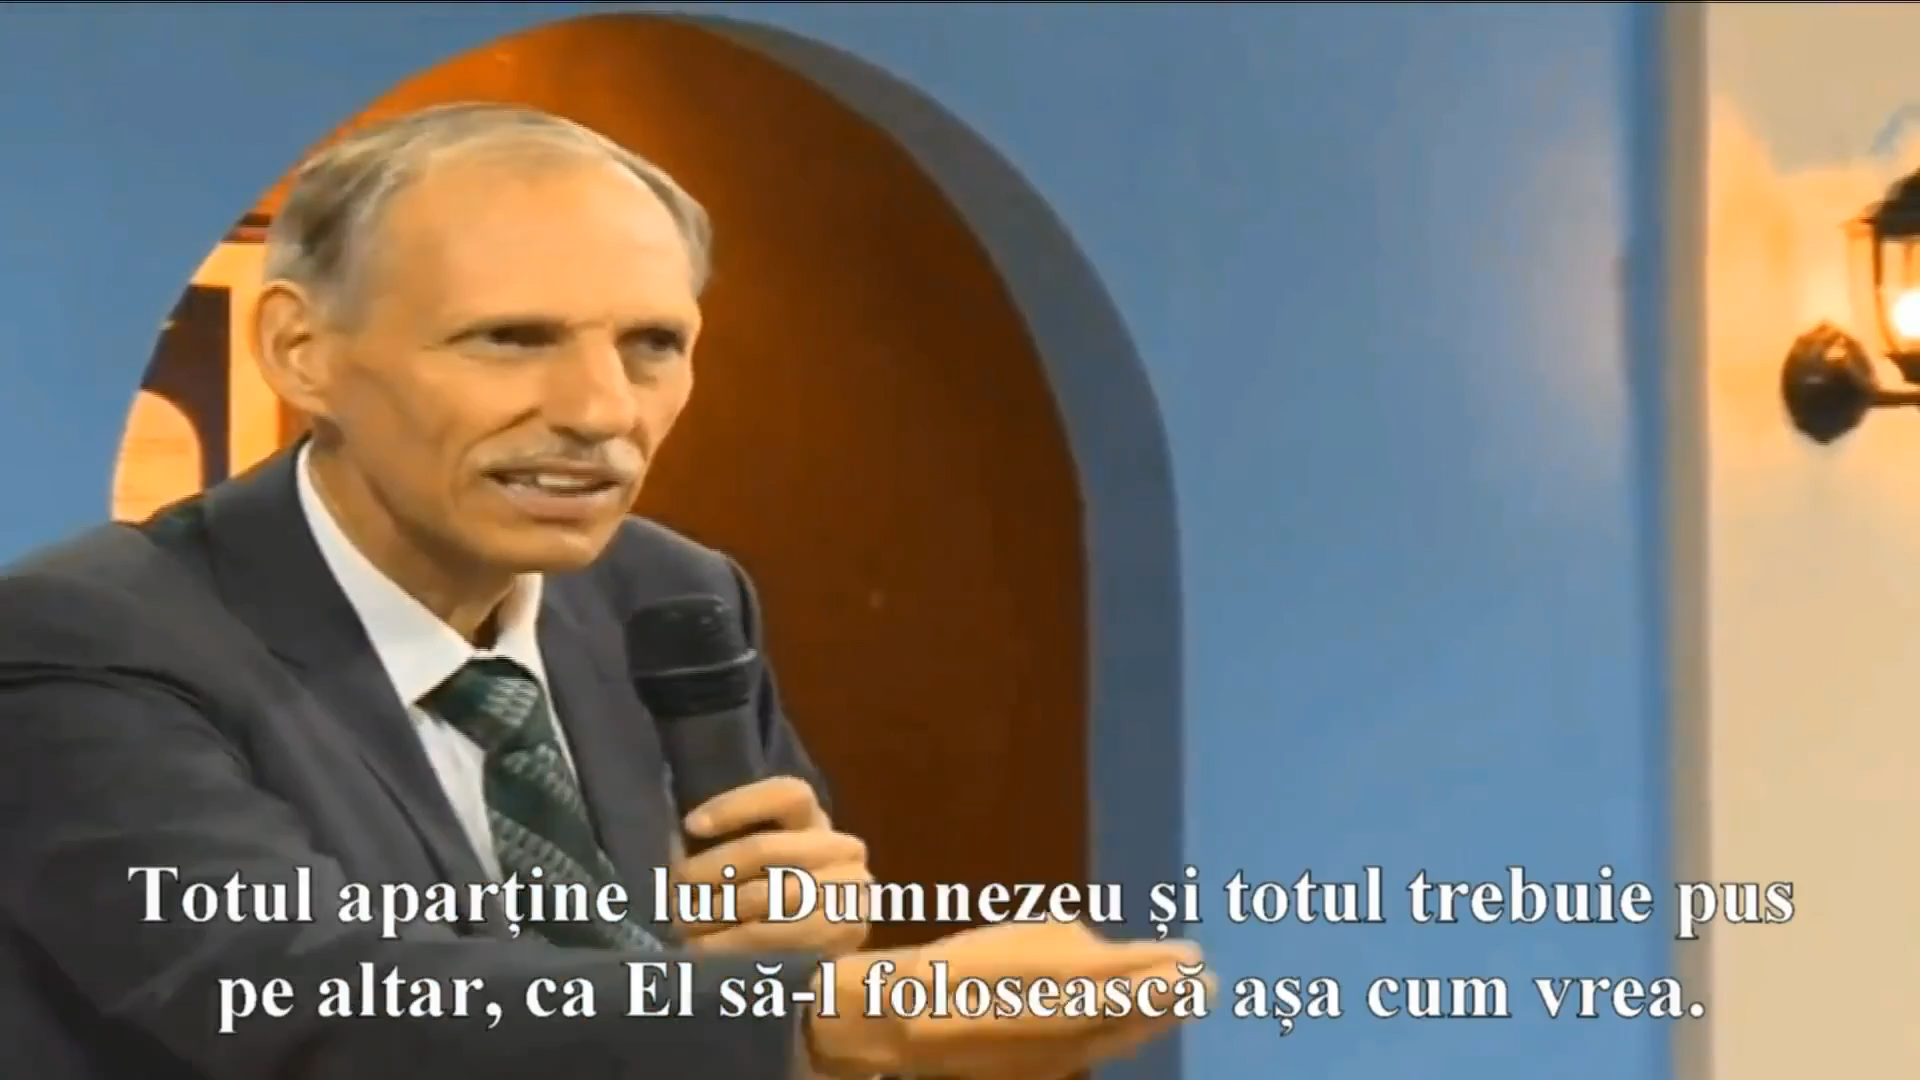 Totul aparține lui Dumnezeu și totul trebuie pus
pe altar, ca El să-l folosească așa cum vrea.